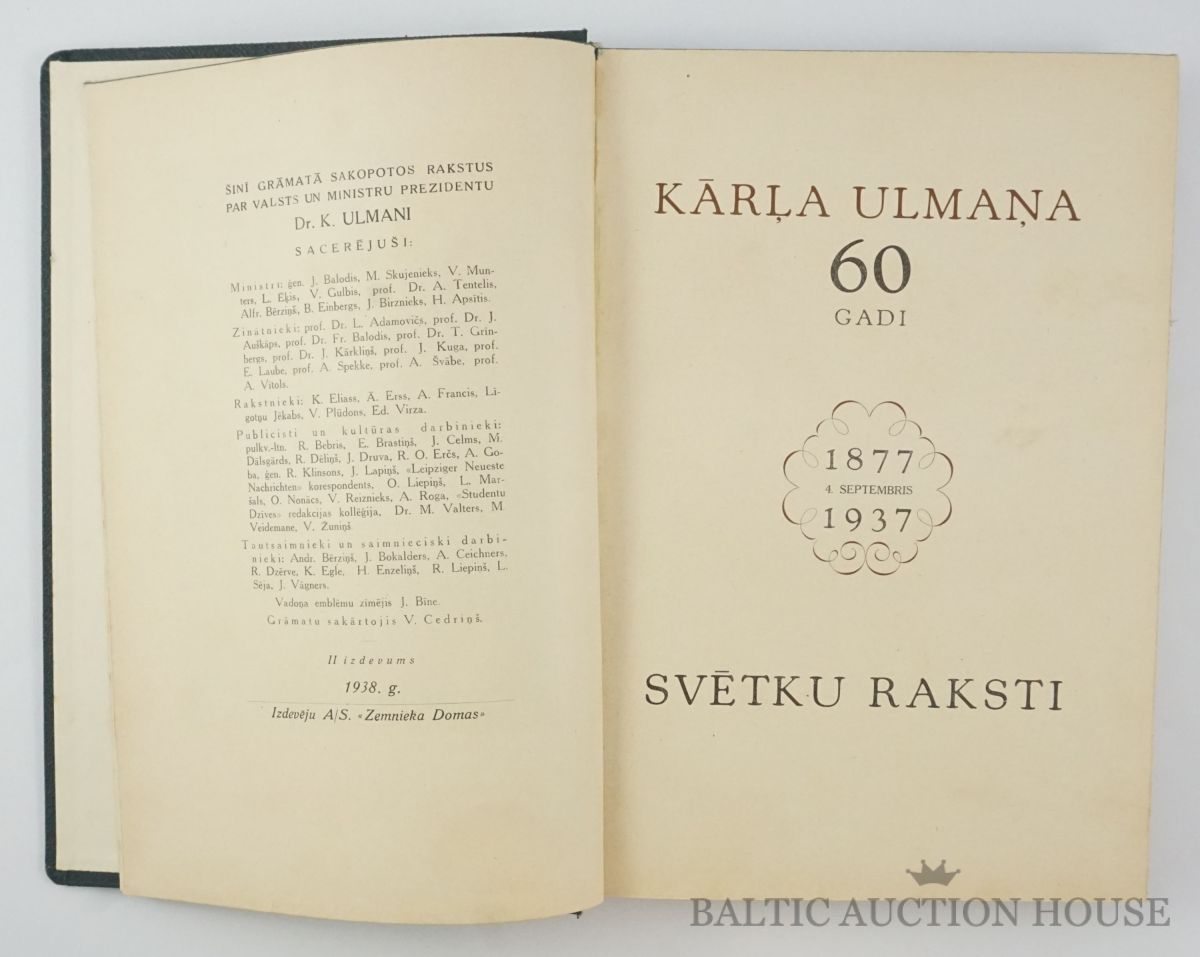 ŠINĪ GRĀMATĀ SAKOPOTOS RAKSTUS
PAR VALSTS UN MINISTRU PREZIDENTU
Dr. K. ULMANI
SACERĒJUŠI:
Ministri: ģen. J. Balodis, M. Skujenieks, V. Mun-
ters, L. Ēķis, V. Gulbis, prof. Dr. A. Tentelis,
Alfr. Bērziņš, B. Einbergs, J. Birznieks, H. Apsītis.
Zinātnieki: prof. Dr. L. Adamovičs, prof. Dr. J.
Auškāps, prof. Dr. Fr. Balodis, prof. Dr. T. Grīn-
bergs, prof. Dr. J. Kārkliņš, prof. J. Kuga, prof.
E. Laube, prof. A. Spekke, prof. A. Švābe, prof.
A. Vītols.
Rakstnieki: K. Eliass, Ā. Erss, A. Francis, Lī-
gotņu Jēkabs, V. Plūdons, Ed. Virza.
Publicisti un kultūras darbinieki:
pulkv.-ltn. R. Bebris, E. Brastiņš, J. Celms, M.
Dālsgārds, R. Dēliņš, J. Druva, R. O. Erčs, A. Go-
ba, ģen. R. Klinsons, J. Lapiņš, «Leipziger Neueste
Nachrichten» korespondents, O. Liepiņš, L. Mar-
šals, O. Nonācs, V. Reiznieks, A. Roga, «Studentu
Dzīves» redakcijas kollēģija, Dr. M. Valters, M.
Veidemane, V. Žuniņš.
Tautsaimnieki un saimnieciski darbi-
nieki: Andr. Bērziņš, J. Bokalders, A. Ceichners,
R. Dzērve, K. Egle, H. Enzeliņš, R. Liepiņš, L.
Sēja, J. Vāgners.
Vadoņa emblēmu zīmējis J. Bīne.
Grāmatu sakārtojis V. Cedriņš.
II izdevums
1938. g.
Izdevēju A/S. «Zemnieka Domas»
KĀRĻA ULMAŅA
60
GADI
1877
4. SEPTEMBRIS
1937
SVĒTKU RAKSTI
BALTIC AUCTION HOUSE